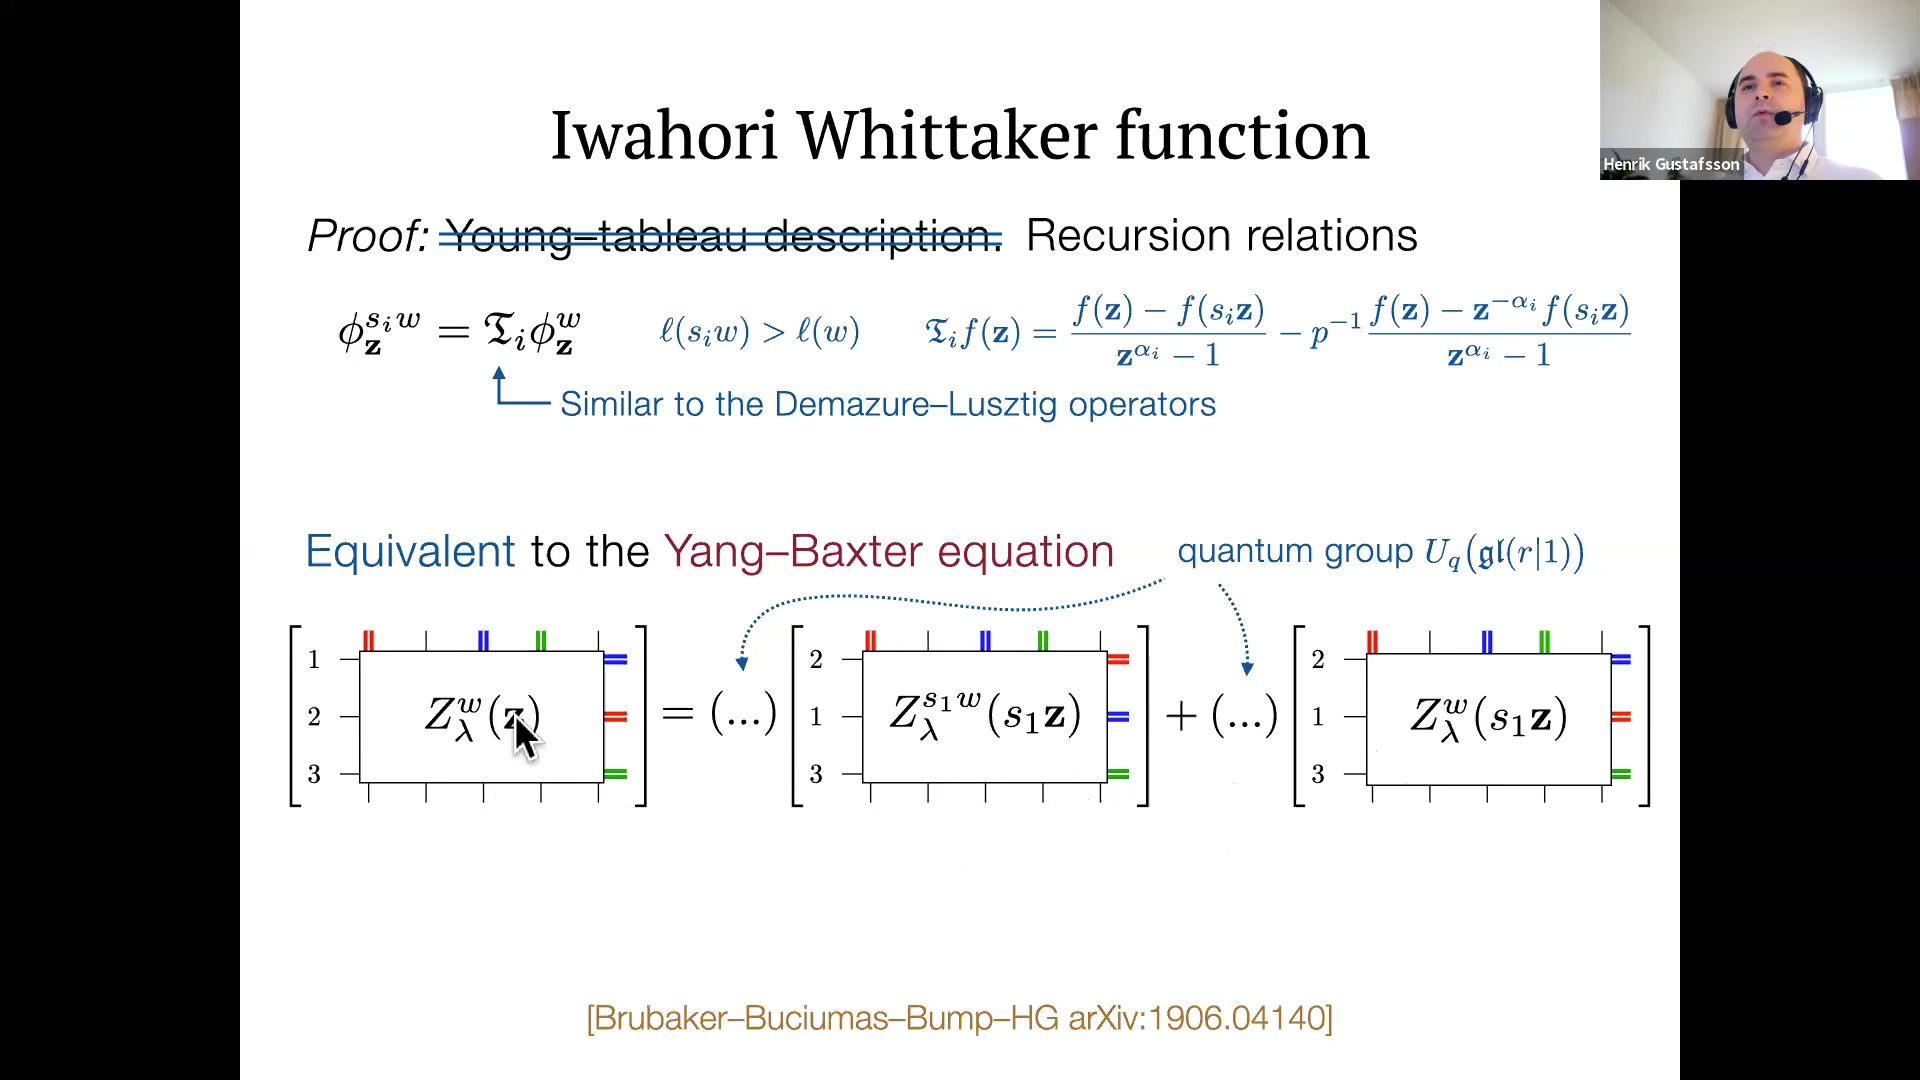 Iwahori Whittaker function
Henrik Gustafsson
Proof: Young–tableau description. Recursion relations
ϕ_𝐳^{s_i w} = 𝔗_i ϕ_𝐳^w    ℓ(s_i w) > ℓ(w)    𝔗_i f(𝐳) = \frac{f(𝐳) − f(s_i 𝐳)}{𝐳^{α_i} − 1} − p^{−1} \frac{f(𝐳) − 𝐳^{−α_i} f(s_i 𝐳)}{𝐳^{α_i} − 1}
Similar to the Demazure–Lusztig operators
Equivalent to the Yang–Baxter equation    quantum group U_q(𝔤𝔩(r|1))
1 2 3 Z_λ^w(𝐳) = (...) 2 1 3 Z_λ^{s_1 w}(s_1 𝐳) + (...) 2 1 3 Z_λ^w(s_1 𝐳)
[Brubaker–Buciumas–Bump–HG arXiv:1906.04140]